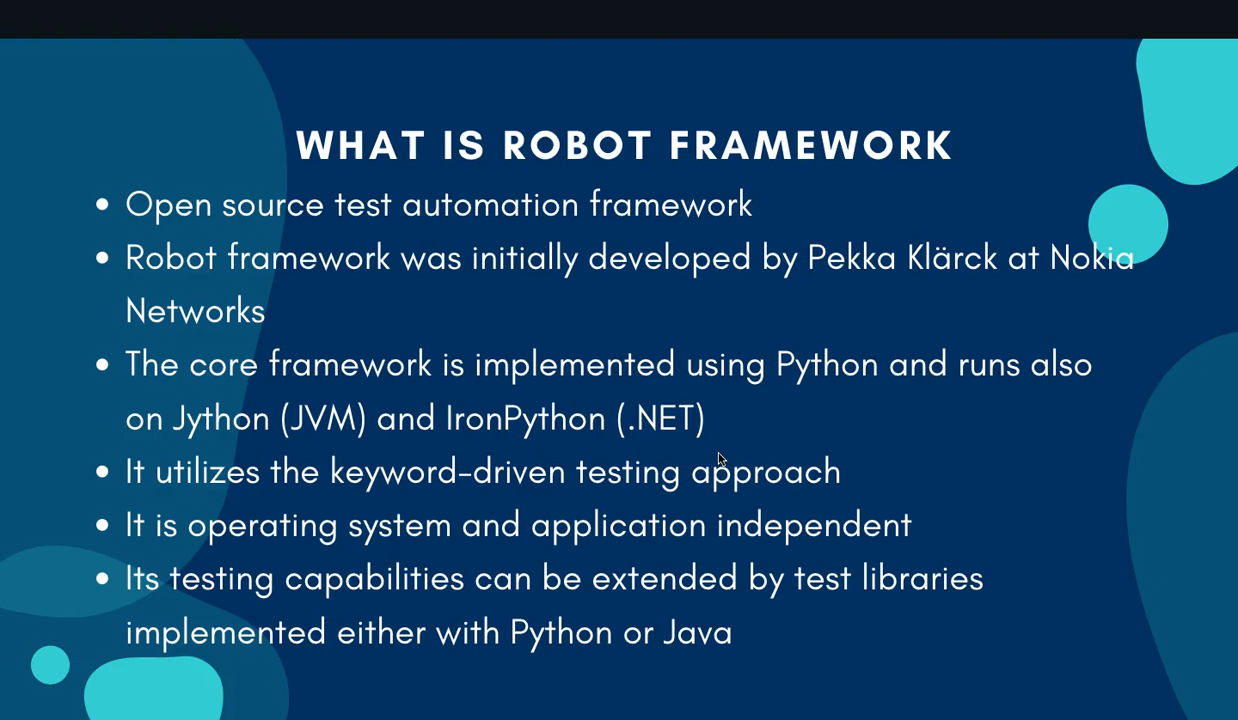 WHAT IS ROBOT FRAMEWORK
• Open source test automation framework
• Robot framework was initially developed by Pekka Klärck at Nokia
Networks
• The core framework is implemented using Python and runs also
on Jython (JVM) and IronPython (.NET)
• It utilizes the keyword-driven testing approach
• It is operating system and application independent
• Its testing capabilities can be extended by test libraries
implemented either with Python or Java